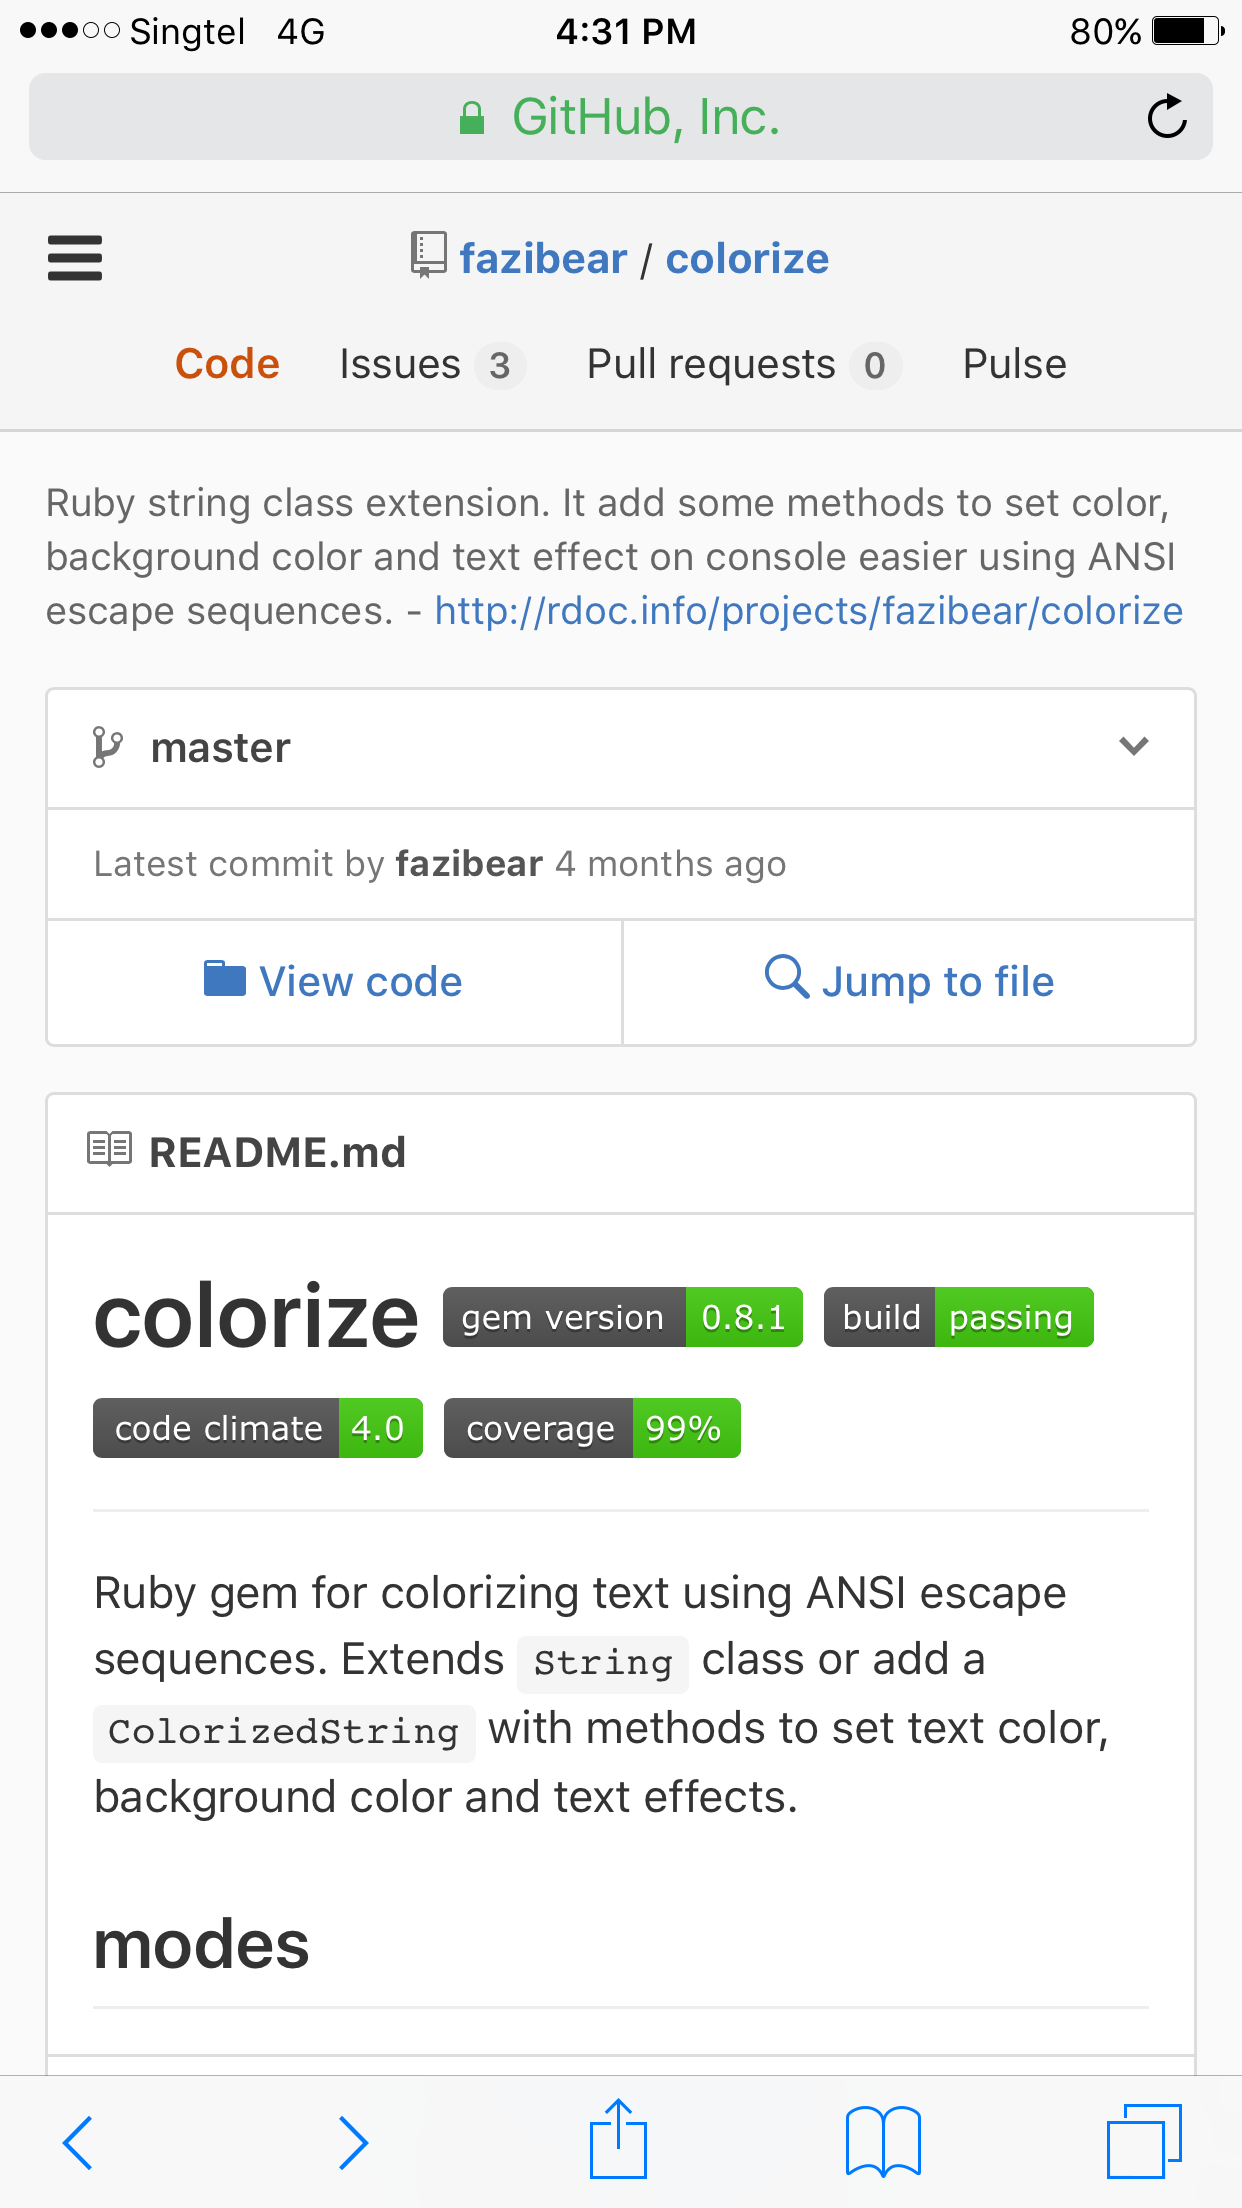 Singtel 4G 4:31 PM 80%
GitHub, Inc.
fazibear / colorize
Code Issues 3 Pull requests 0 Pulse
Ruby string class extension. It add some methods to set color,
background color and text effect on console easier using ANSI
escape sequences. - http://rdoc.info/projects/fazibear/colorize
master
Latest commit by fazibear 4 months ago
View code Jump to file
README.md
colorize gem version 0.8.1 build passing
code climate 4.0 coverage 99%
Ruby gem for colorizing text using ANSI escape
sequences. Extends String class or add a
ColorizedString with methods to set text color,
background color and text effects.
modes